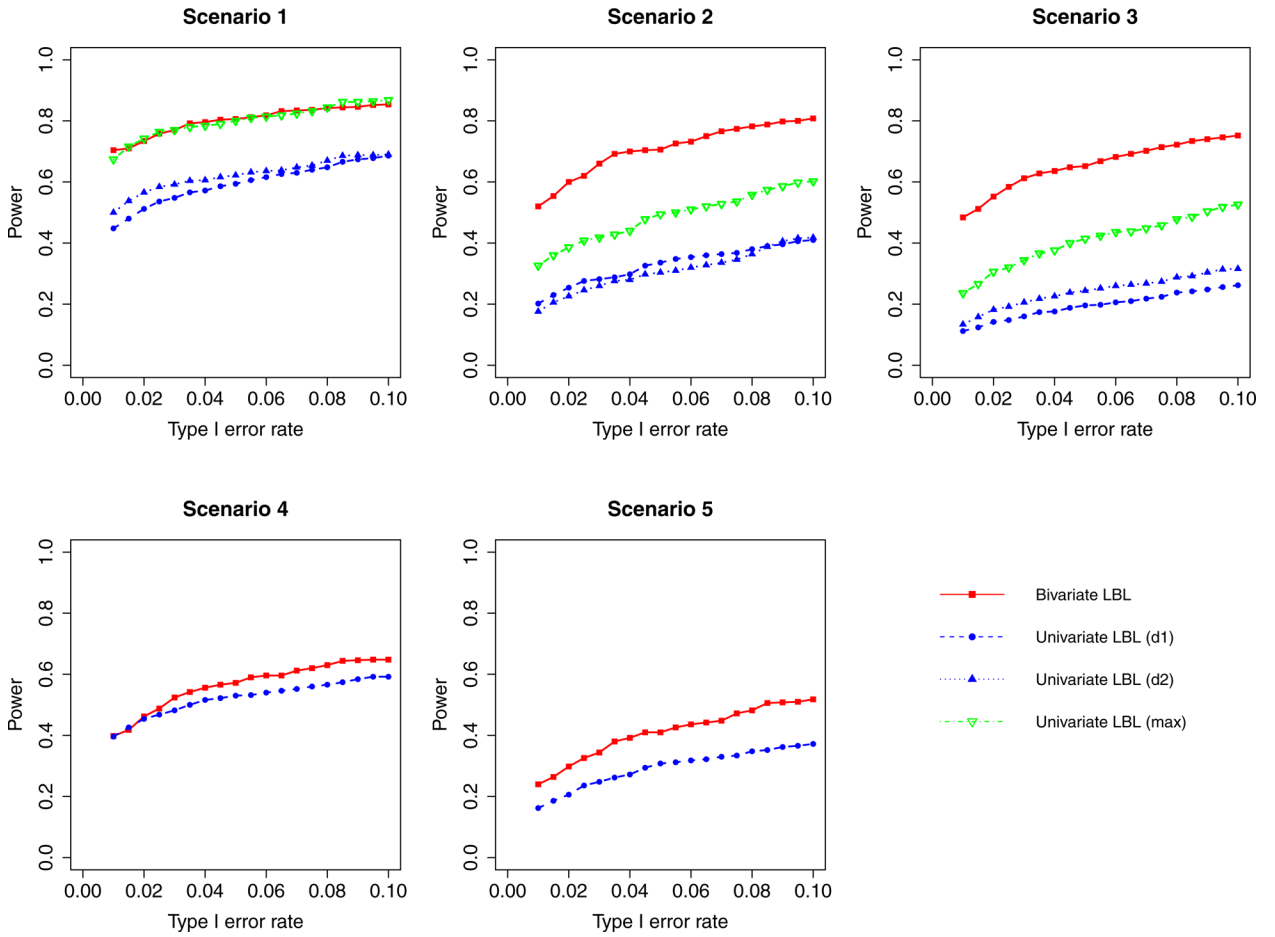 Scenario 1
Scenario 2
Scenario 3
Power
0.0 0.2 0.4 0.6 0.8 1.0
0.00 0.02 0.04 0.06 0.08 0.10
Type I error rate
Power
0.0 0.2 0.4 0.6 0.8 1.0
0.00 0.02 0.04 0.06 0.08 0.10
Type I error rate
Power
0.0 0.2 0.4 0.6 0.8 1.0
0.00 0.02 0.04 0.06 0.08 0.10
Type I error rate
Scenario 4
Scenario 5
Power
0.0 0.2 0.4 0.6 0.8 1.0
0.00 0.02 0.04 0.06 0.08 0.10
Type I error rate
Power
0.0 0.2 0.4 0.6 0.8 1.0
0.00 0.02 0.04 0.06 0.08 0.10
Type I error rate
Bivariate LBL
Univariate LBL (d1)
Univariate LBL (d2)
Univariate LBL (max)